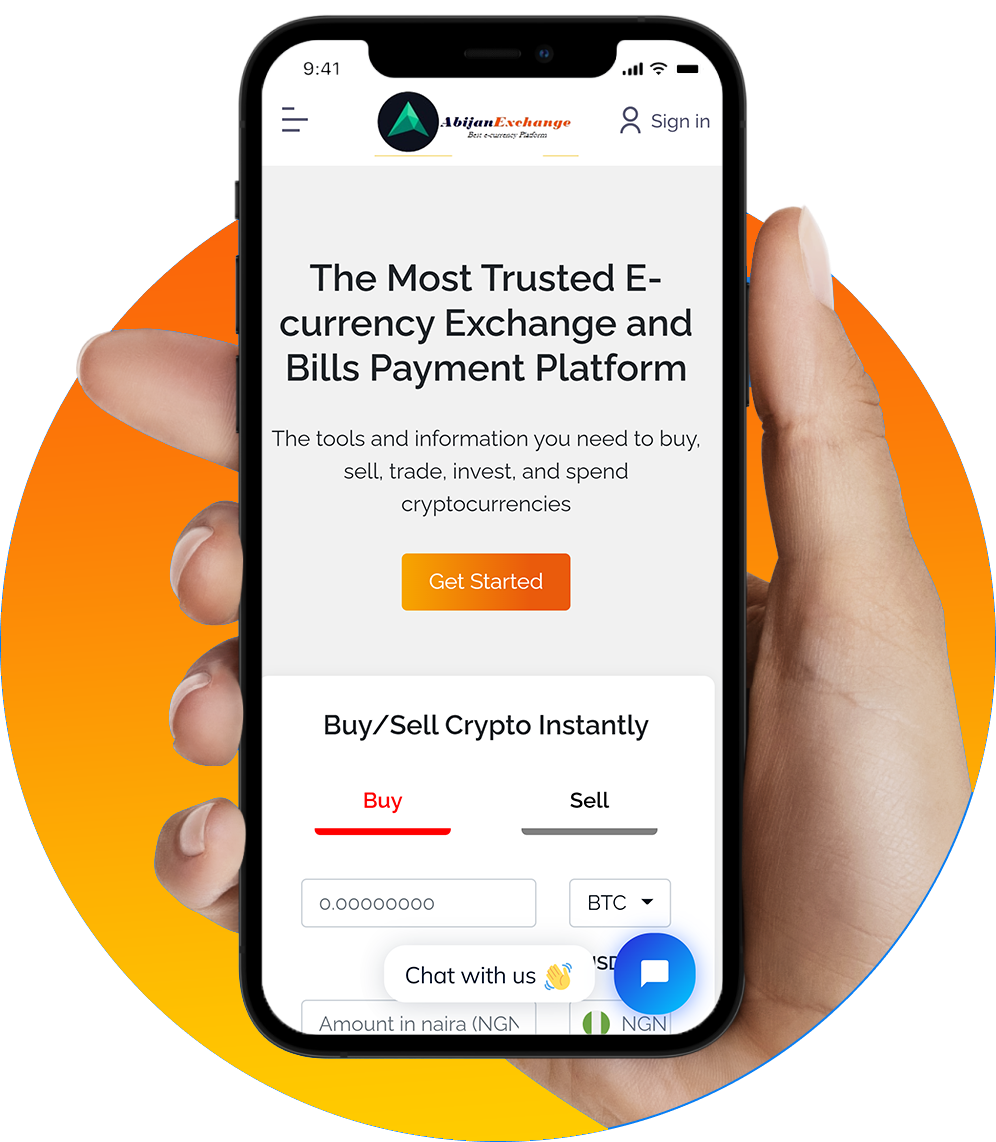 9:41
AbijanExchange
Best e-currency Platform
Sign in
The Most Trusted E-
currency Exchange and
Bills Payment Platform
The tools and information you need to buy,
sell, trade, invest, and spend
cryptocurrencies
Get Started
Buy/Sell Crypto Instantly
Buy
Sell
0.00000000
BTC
Chat with us 👋
Amount in naira (NGN
NGN